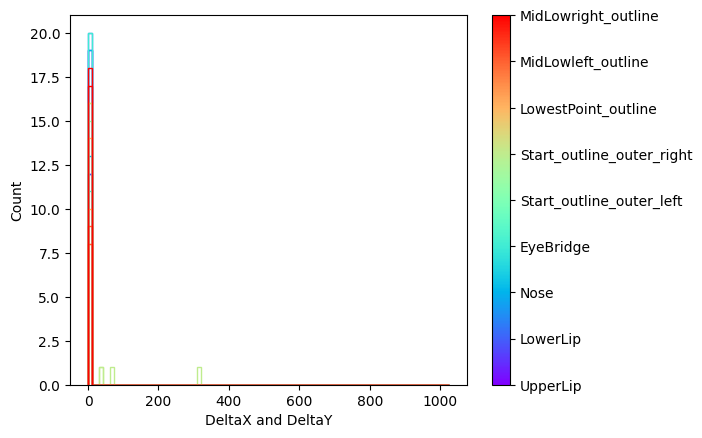 20.0
17.5
15.0
12.5
10.0
7.5
5.0
2.5
0.0
Count
0 200 400 600 800 1000
DeltaX and DeltaY
MidLowright_outline
MidLowleft_outline
LowestPoint_outline
Start_outline_outer_right
Start_outline_outer_left
EyeBridge
Nose
LowerLip
UpperLip